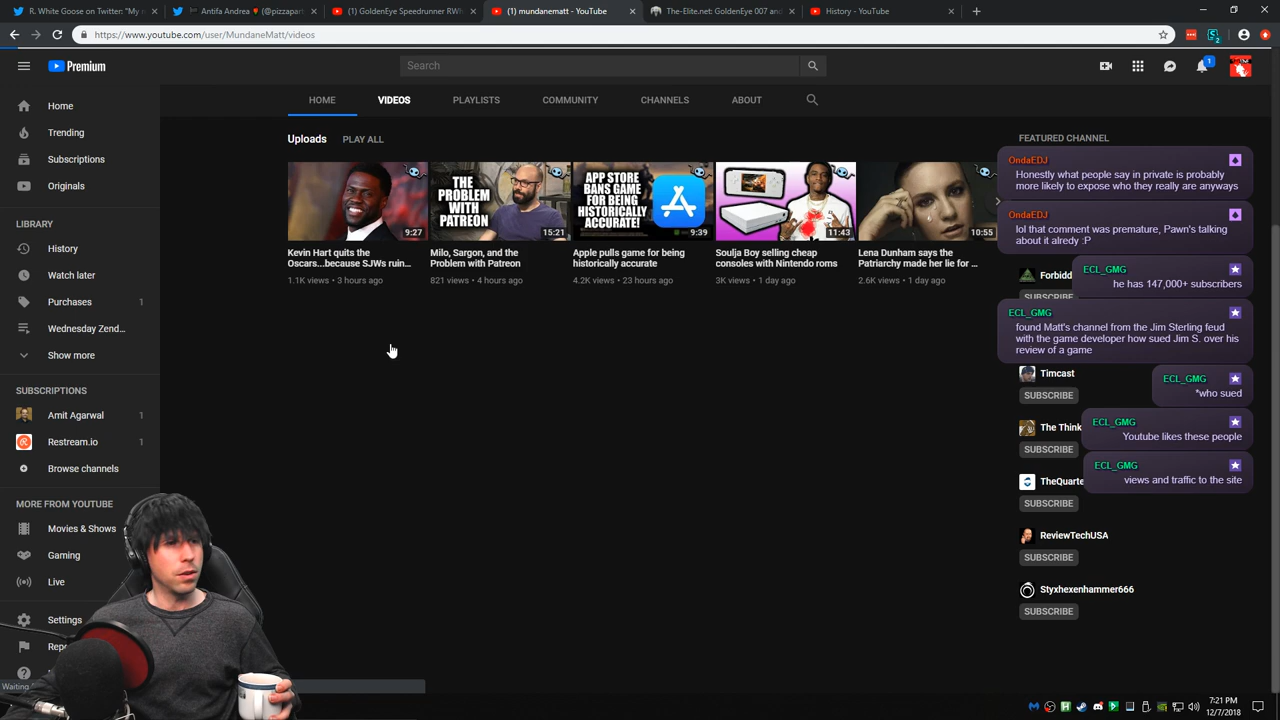 R. White Goose on Twitter: "My n
Antifa Andrea
(@pizzaparty
(1) GoldenEye Speedrunner RWh
(1) mundanematt - YouTube
The-Elite.net: GoldenEye 007 and
History - YouTube
https://www.youtube.com/user/MundaneMatt/videos
Premium
Search
1
HOME
VIDEOS
PLAYLISTS
COMMUNITY
CHANNELS
ABOUT
Home
Trending
Subscriptions
Originals
LIBRARY
History
Watch later
Purchases 1
Wednesday Zend...
Show more
SUBSCRIPTIONS
Amit Agarwal 1
Restream.io 1
Browse channels
MORE FROM YOUTUBE
Movies & Shows
Gaming
Live
Settings
Rep
Waiting
Uploads PLAY ALL
9:27
Kevin Hart quits the
Oscars...because SJWs ruin...
1.1K views • 3 hours ago
THE
PROBLEM
WITH
PATREON
15:21
Milo, Sargon, and the
Problem with Patreon
821 views • 4 hours ago
APP STORE
BANS GAME
FOR BEING
HISTORICALLY
ACCURATE!
9:39
Apple pulls game for being
historically accurate
4.2K views • 23 hours ago
11:43
Soulja Boy selling cheap
consoles with Nintendo roms
3K views • 1 day ago
10:55
Lena Dunham says the
Patriarchy made her lie for ...
2.6K views • 1 day ago
FEATURED CHANNEL
OndaEDJ
Honestly what people say in private is probably
more likely to expose who they really are anyways
OndaEDJ
lol that comment was premature, Pawn's talking
about it alredy :P
Forbidd
SUBSCRIBE
ECL_GMG
he has 147,000+ subscribers
ECL_GMG
found Matt's channel from the Jim Sterling feud
with the game developer how sued Jim S. over his
review of a game
Timcast
SUBSCRIBE
ECL_GMG
*who sued
The Think
SUBSCRIBE
ECL_GMG
Youtube likes these people
TheQuarte
SUBSCRIBE
ECL_GMG
views and traffic to the site
ReviewTechUSA
SUBSCRIBE
Styxhexenhammer666
SUBSCRIBE
7:21 PM
12/7/2018